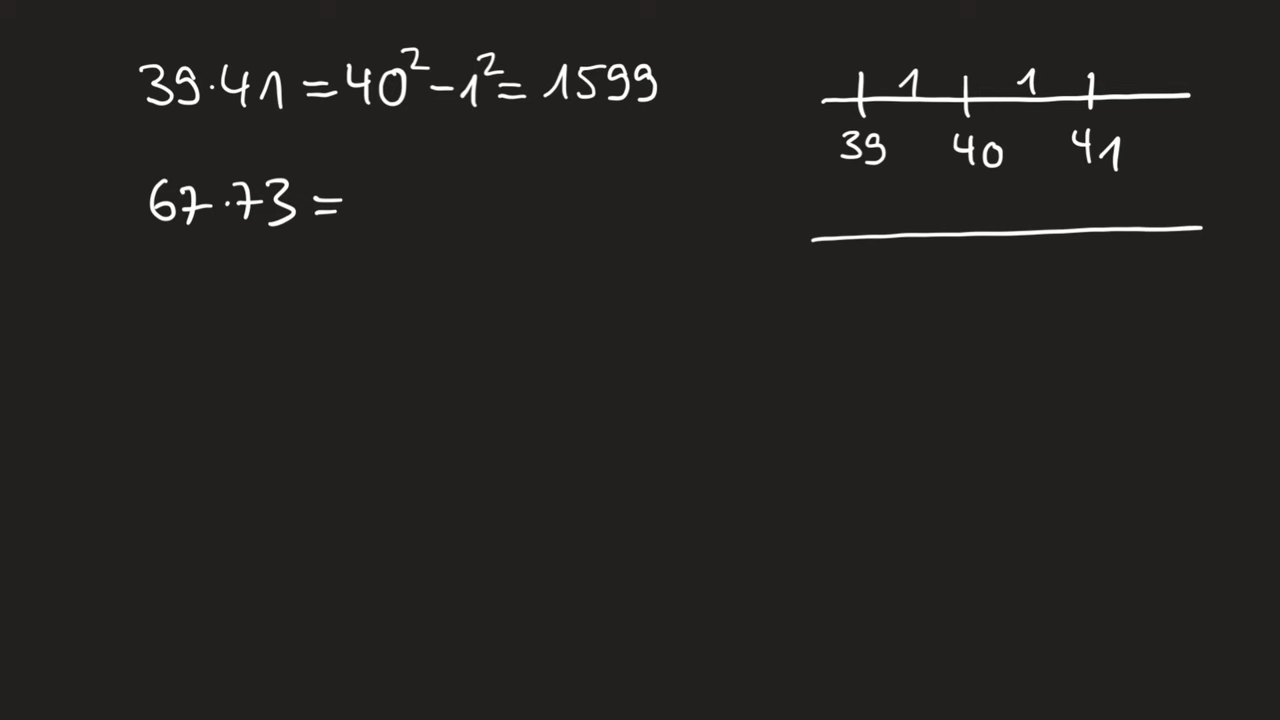 39·41 = 40² - 1² = 1599
1 1
39 40 41
67·73 =